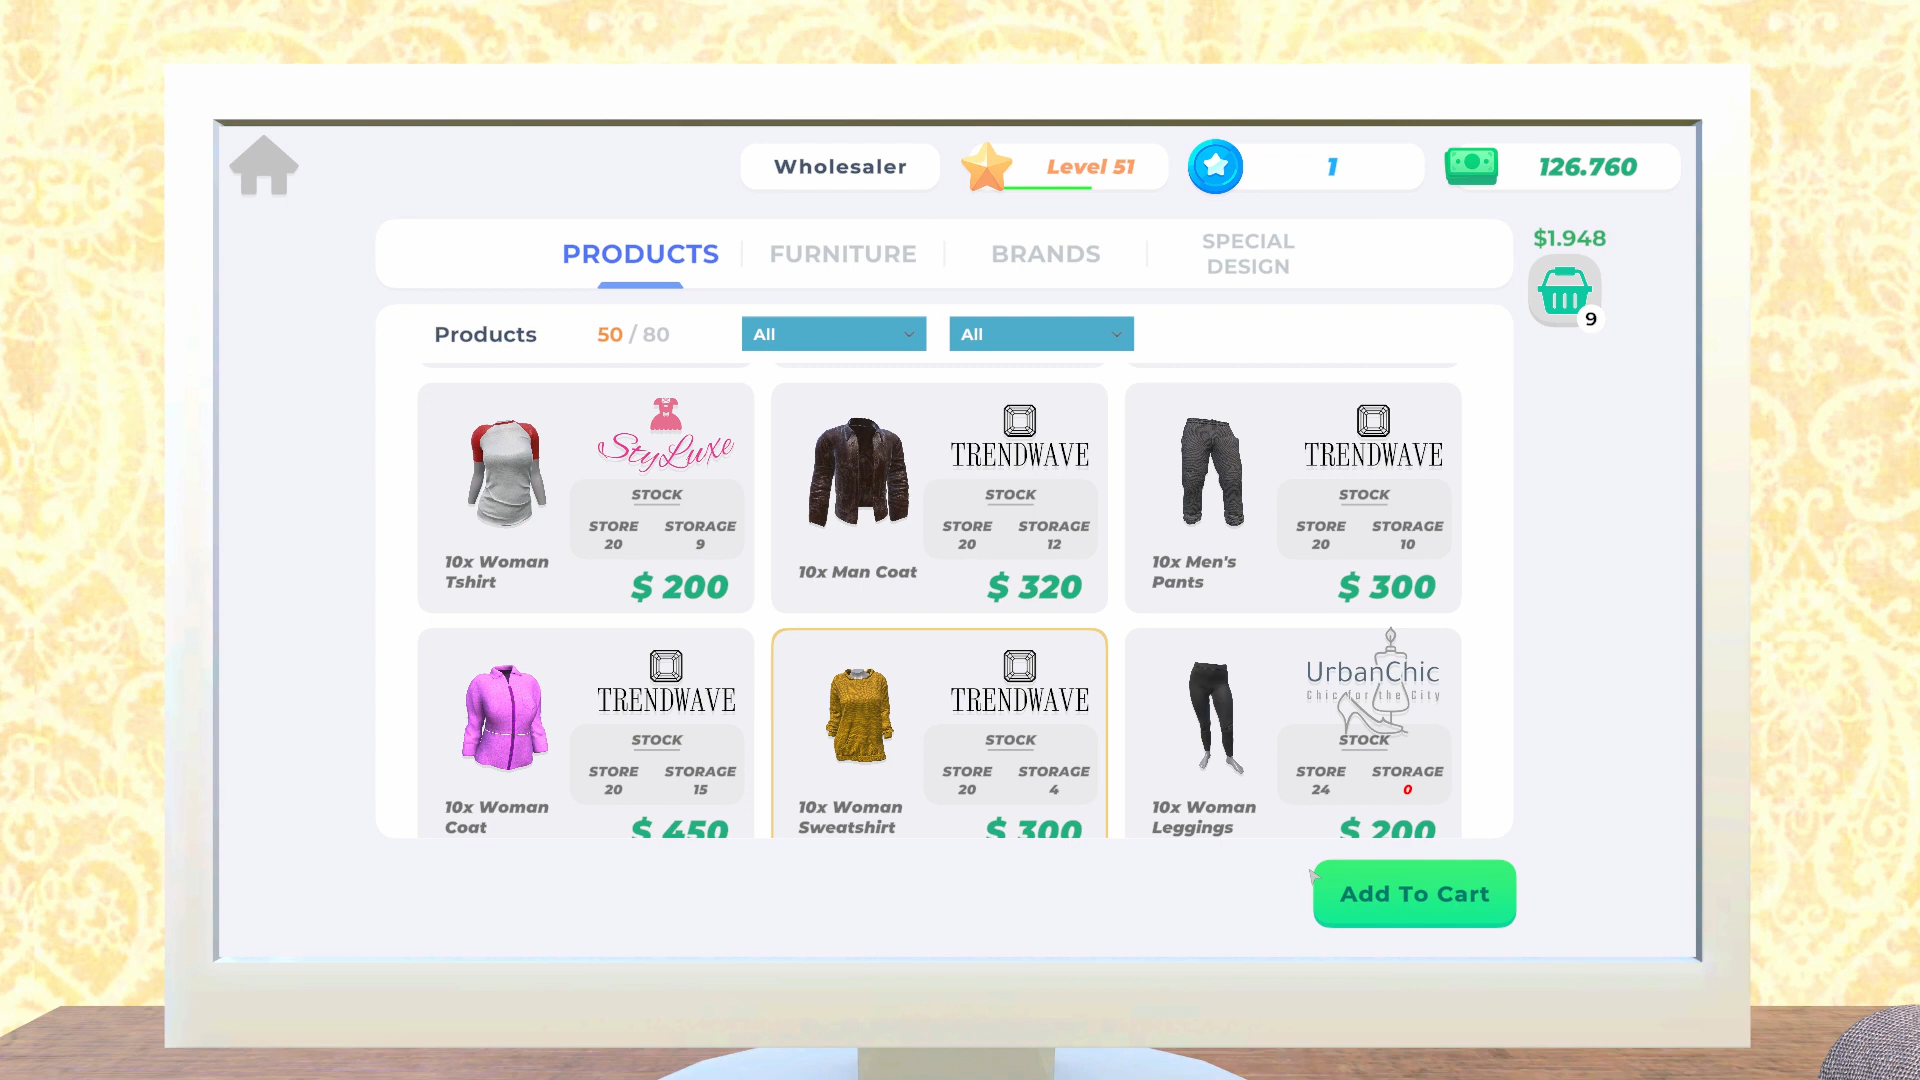 Wholesaler
Level 51
1
126.760
PRODUCTS
FURNITURE
BRANDS
SPECIAL
DESIGN
$1.948
9
Products
50 / 80
All
All
StyLuxe
STOCK
STORE
STORAGE
20
9
10x Woman
Tshirt
$ 200
TRENDWAVE
STOCK
STORE
STORAGE
20
12
10x Man Coat
$ 320
TRENDWAVE
STOCK
STORE
STORAGE
20
10
10x Men's
Pants
$ 300
TRENDWAVE
STOCK
STORE
STORAGE
20
15
10x Woman
Coat
$ 450
TRENDWAVE
STOCK
STORE
STORAGE
20
4
10x Woman
Sweatshirt
$ 300
UrbanChic
Chic for the City
STOCK
STORE
STORAGE
24
0
10x Woman
Leggings
$ 200
Add To Cart